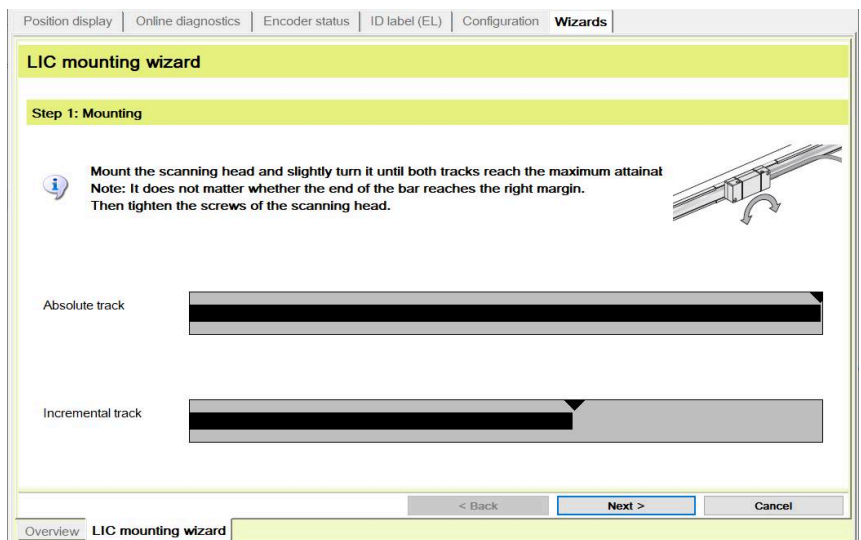 Position display Online diagnostics Encoder status ID label (EL) Configuration Wizards
LIC mounting wizard
Step 1: Mounting
Mount the scanning head and slightly turn it until both tracks reach the maximum attainat
Note: It does not matter whether the end of the bar reaches the right margin.
Then tighten the screws of the scanning head.
Absolute track
Incremental track
< Back Next > Cancel
Overview LIC mounting wizard